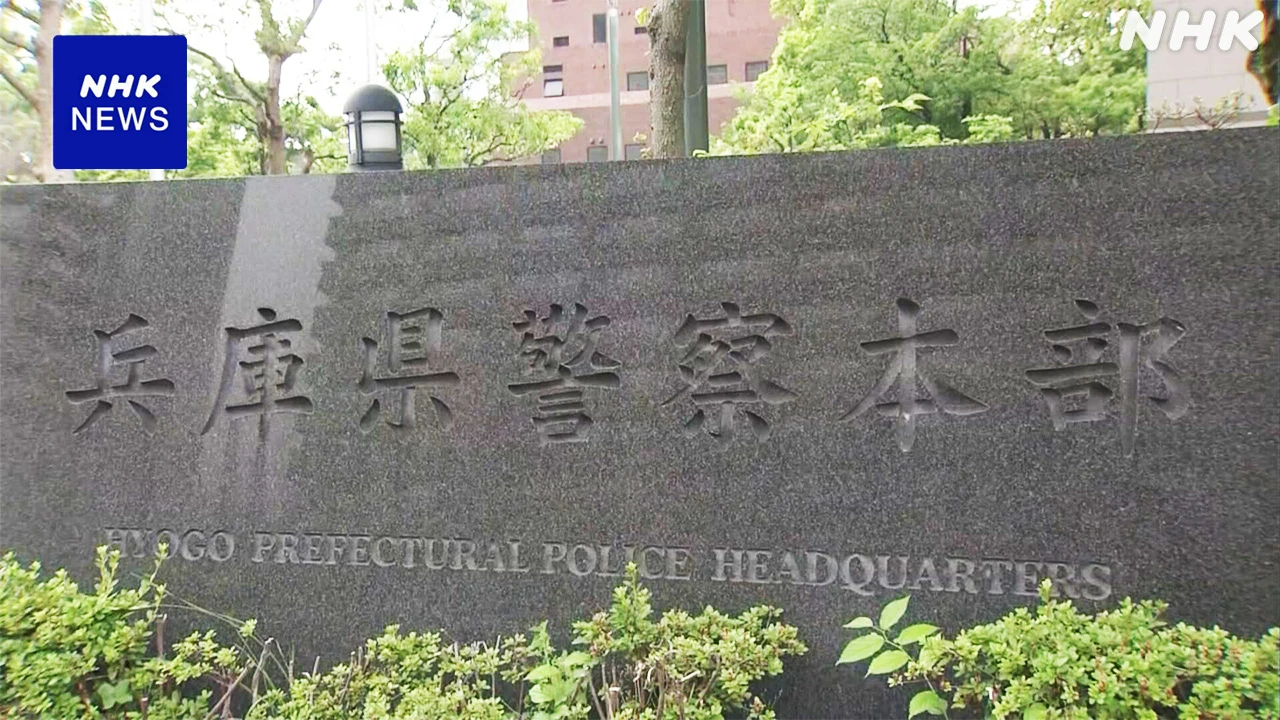 NHK
NEWS
NHK
兵庫県警察本部
HYOGO PREFECTURAL POLICE HEADQUARTERS